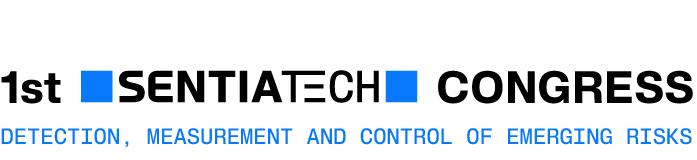 1st SENTIATECH CONGRESS
DETECTION, MEASUREMENT AND CONTROL OF EMERGING RISKS